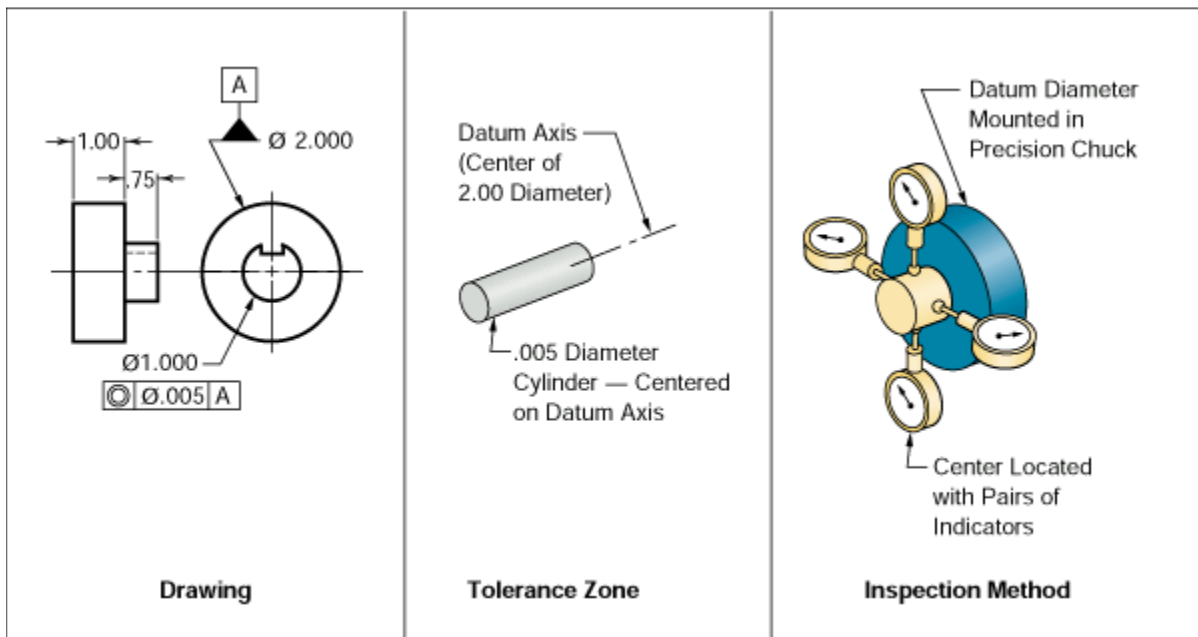 A
1.00
Ø 2.000
.75
Ø1.000
◎ Ø.005 A
Drawing
Datum Axis
(Center of
2.00 Diameter)
.005 Diameter
Cylinder — Centered
on Datum Axis
Tolerance Zone
Datum Diameter
Mounted in
Precision Chuck
Center Located
with Pairs of
Indicators
Inspection Method